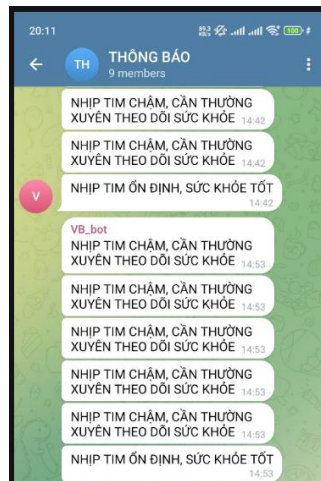 20:11
89.3
KB/s
100
TH
THÔNG BÁO
9 members
NHỊP TIM CHẬM, CẦN THƯỜNG
XUYÊN THEO DÕI SỨC KHỎE 14:42
NHỊP TIM CHẬM, CẦN THƯỜNG
XUYÊN THEO DÕI SỨC KHỎE 14:42
V
NHỊP TIM ỔN ĐỊNH, SỨC KHỎE TỐT
14:42
VB_bot
NHỊP TIM CHẬM, CẦN THƯỜNG
XUYÊN THEO DÕI SỨC KHỎE 14:53
NHỊP TIM CHẬM, CẦN THƯỜNG
XUYÊN THEO DÕI SỨC KHỎE 14:53
NHỊP TIM CHẬM, CẦN THƯỜNG
XUYÊN THEO DÕI SỨC KHỎE 14:53
NHỊP TIM CHẬM, CẦN THƯỜNG
XUYÊN THEO DÕI SỨC KHỎE 14:53
NHỊP TIM CHẬM, CẦN THƯỜNG
XUYÊN THEO DÕI SỨC KHỎE 14:53
NHỊP TIM ỔN ĐỊNH, SỨC KHỎE TỐT
14:53